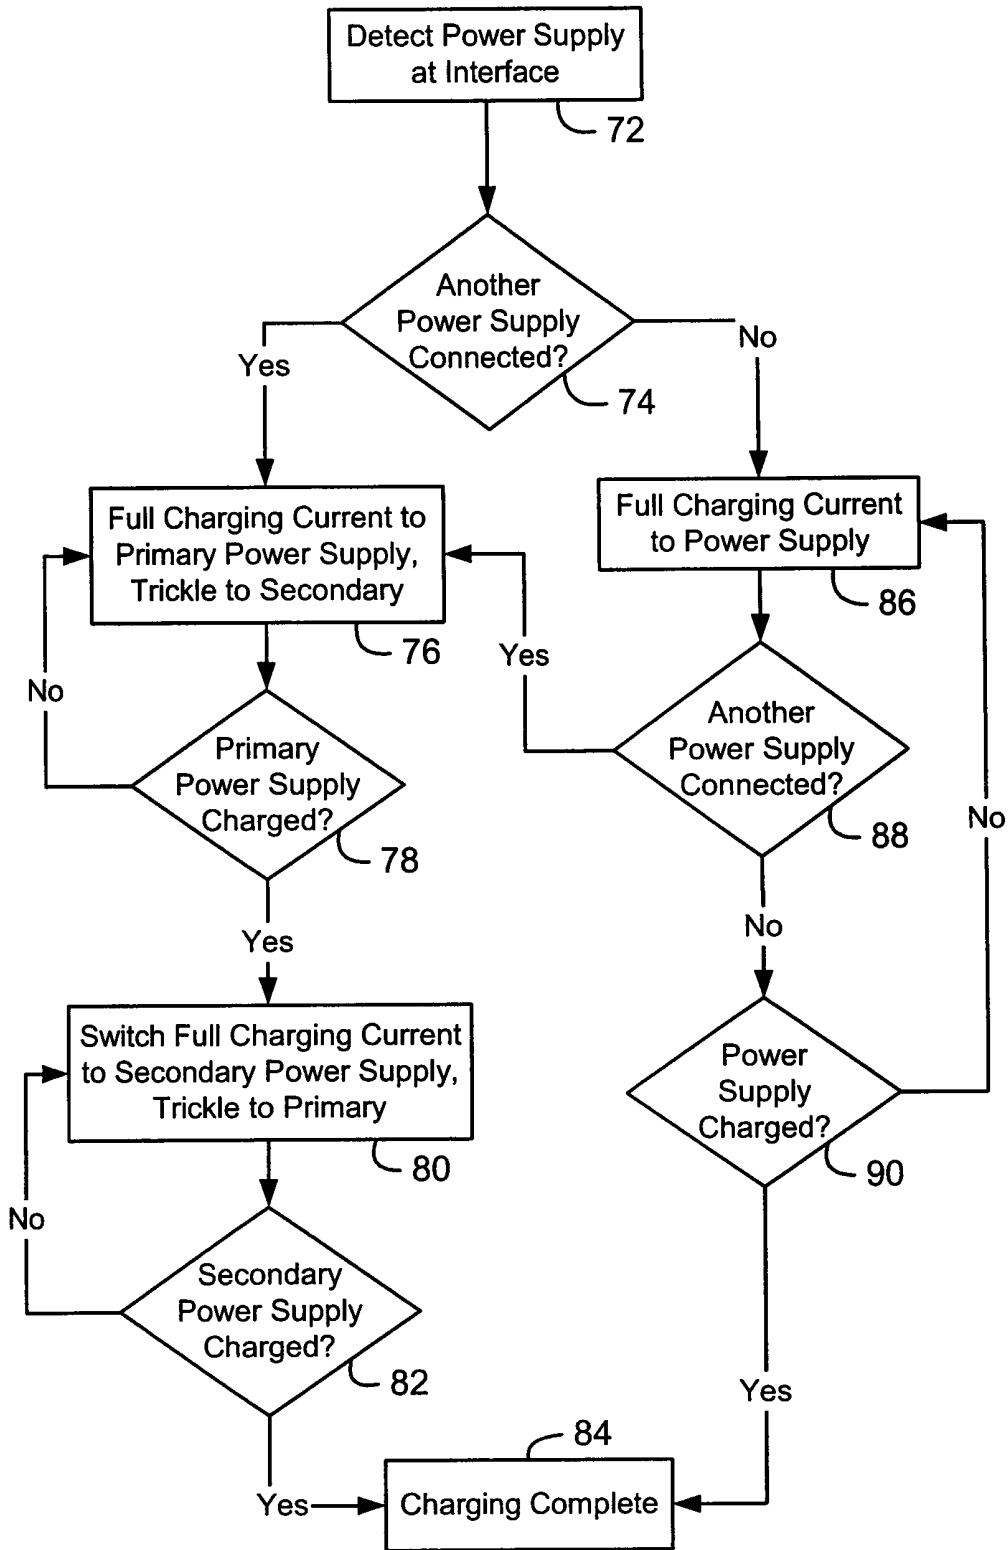 Detect Power Supply
at Interface
72
Another
Power Supply
Connected?
74
Yes
No
Full Charging Current to
Primary Power Supply,
Trickle to Secondary
76
Full Charging Current
to Power Supply
86
Yes
No
Primary
Power Supply
Charged?
78
Another
Power Supply
Connected?
88
No
Yes
No
Switch Full Charging Current
to Secondary Power Supply,
Trickle to Primary
80
Power
Supply
Charged?
90
No
Secondary
Power Supply
Charged?
82
Yes
84
Yes
Charging Complete